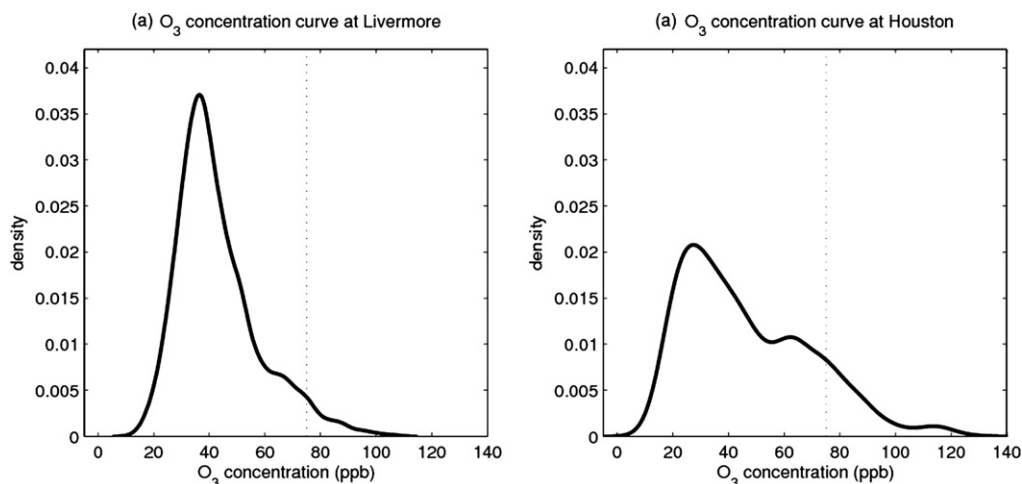 (a) O₃ concentration curve at Livermore
0.04
0.035
0.03
0.025
0.02
0.015
0.01
0.005
0
density
0 20 40 60 80 100 120 140
O₃ concentration (ppb)
(a) O₃ concentration curve at Houston
0.04
0.035
0.03
0.025
0.02
0.015
0.01
0.005
0
density
0 20 40 60 80 100 120 140
O₃ concentration (ppb)